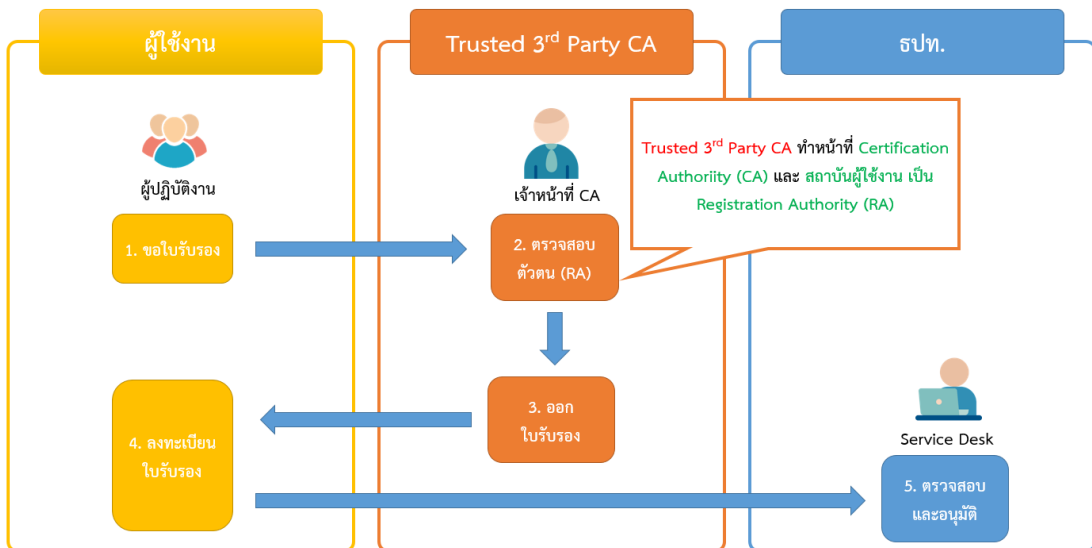 ผู้ใช้งาน
Trusted 3rd Party CA
ธปท.
ผู้ปฏิบัติงาน
เจ้าหน้าที่ CA
Trusted 3rd Party CA ทำหน้าที่ Certification
Authoriity (CA) และ สถาบันผู้ใช้งาน เป็น
Registration Authority (RA)
1. ขอใบรับรอง
2. ตรวจสอบ
ตัวตน (RA)
3. ออก
ใบรับรอง
4. ลงทะเบียน
ใบรับรอง
Service Desk
5. ตรวจสอบ
และอนุมัติ